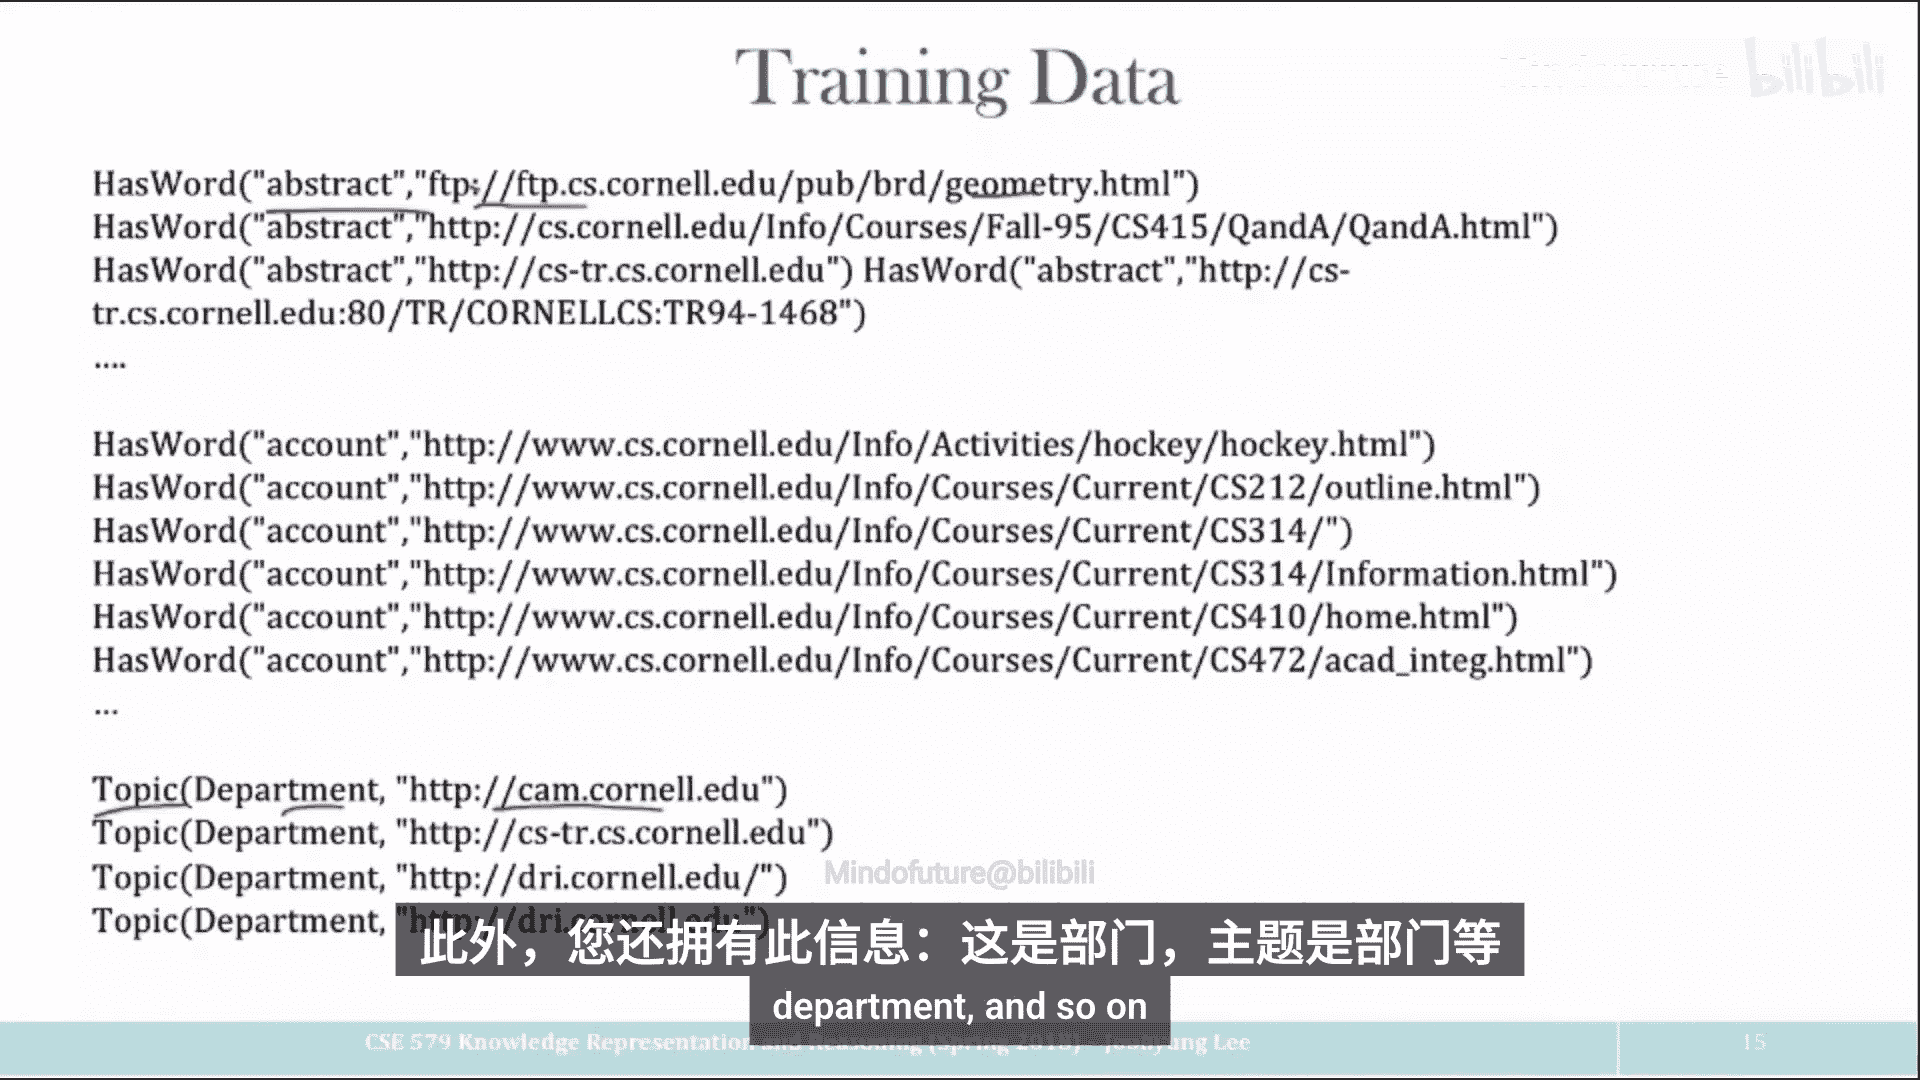 Training Data
bilibili
HasWord("abstract","ftp://ftp.cs.cornell.edu/pub/brd/geometry.html")
HasWord("abstract","http://cs.cornell.edu/Info/Courses/Fall-95/CS415/QandA/QandA.html")
HasWord("abstract","http://cs-tr.cs.cornell.edu") HasWord("abstract","http://cs-
tr.cs.cornell.edu:80/TR/CORNELLCS:TR94-1468")
....
HasWord("account","http://www.cs.cornell.edu/Info/Activities/hockey/hockey.html")
HasWord("account","http://www.cs.cornell.edu/Info/Courses/Current/CS212/outline.html")
HasWord("account","http://www.cs.cornell.edu/Info/Courses/Current/CS314/")
HasWord("account","http://www.cs.cornell.edu/Info/Courses/Current/CS314/Information.html")
HasWord("account","http://www.cs.cornell.edu/Info/Courses/Current/CS410/home.html")
HasWord("account","http://www.cs.cornell.edu/Info/Courses/Current/CS472/acad_integ.html")
...
Topic(Department, "http://cam.cornell.edu")
Topic(Department, "http://cs-tr.cs.cornell.edu")
Topic(Department, "http://dri.cornell.edu/")
Mindofuture@bilibili
Topic(Department, "http://dri.cornell.edu")
此外，您还拥有此信息：这是部门，主题是部门等
department, and so on
CSE 579 Knowledge Representation and Reasoning (Spring Lee
15